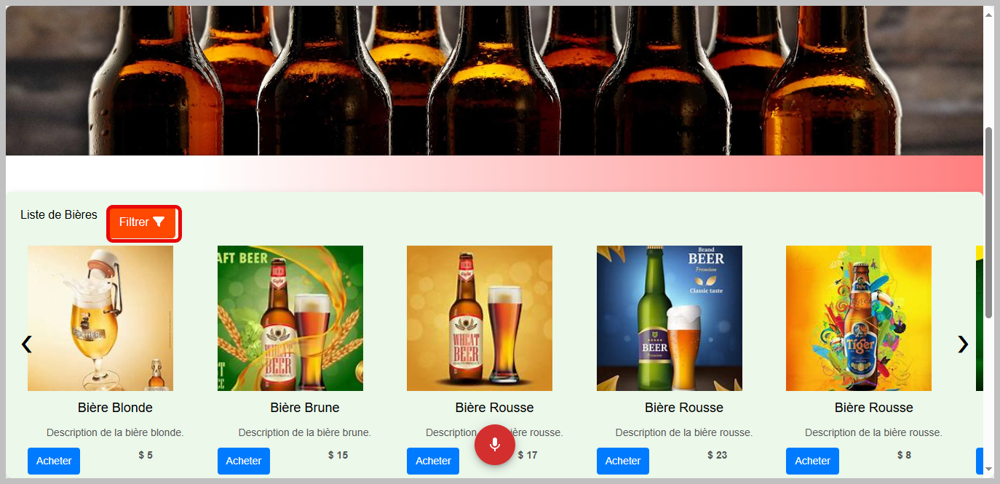 Liste de Bières
Filtrer
AFT BEER
Light
WHEAT
BEER
Light
WHEAT
BEER
Brand
BEER
Premium
Classic taste
BEER
Tiger
Bière Blonde
Bière Brune
Bière Rousse
Bière Rousse
Bière Rousse
Description de la bière blonde.
Description de la bière brune.
Description ière rousse.
Description de la bière rousse.
Description de la bière rousse.
Acheter
$ 5
Acheter
$ 15
Acheter
$ 17
Acheter
$ 23
Acheter
$ 8